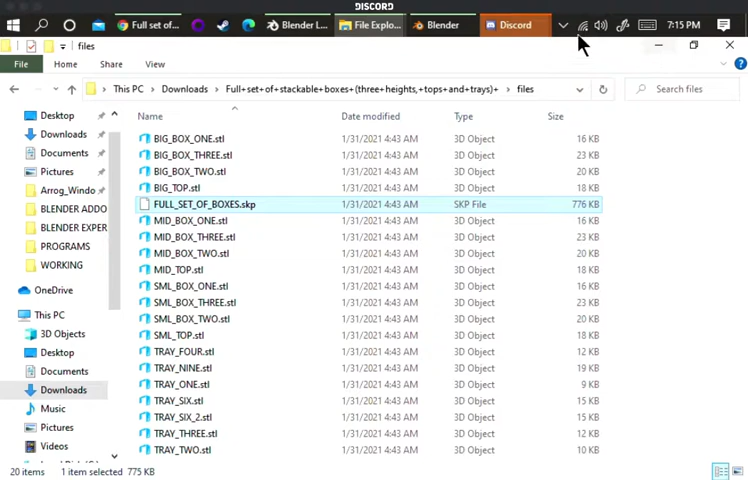 DISCORD
Full set of... Blender L... File Explo... Blender Discord 7:15 PM
files
File Home Share View
This PC Downloads Full+set+of+stackable+boxes+(three+heights,+tops+and+trays)+ files Search files
Name Date modified Type Size
Desktop
Downloads
Documents
Pictures
Arrog_Windo
BLENDER ADDO
BLENDER EXPER
PROGRAMS
WORKING
OneDrive
This PC
3D Objects
Desktop
Documents
Downloads
Music
Pictures
Videos
BIG_BOX_ONE.stl 1/31/2021 4:43 AM 3D Object 16 KB
BIG_BOX_THREE.stl 1/31/2021 4:43 AM 3D Object 23 KB
BIG_BOX_TWO.stl 1/31/2021 4:43 AM 3D Object 20 KB
BIG_TOP.stl 1/31/2021 4:43 AM 3D Object 18 KB
FULL_SET_OF_BOXES.skp 1/31/2021 4:43 AM SKP File 776 KB
MID_BOX_ONE.stl 1/31/2021 4:43 AM 3D Object 16 KB
MID_BOX_THREE.stl 1/31/2021 4:43 AM 3D Object 23 KB
MID_BOX_TWO.stl 1/31/2021 4:43 AM 3D Object 20 KB
MID_TOP.stl 1/31/2021 4:43 AM 3D Object 18 KB
SML_BOX_ONE.stl 1/31/2021 4:43 AM 3D Object 16 KB
SML_BOX_THREE.stl 1/31/2021 4:43 AM 3D Object 23 KB
SML_BOX_TWO.stl 1/31/2021 4:43 AM 3D Object 20 KB
SML_TOP.stl 1/31/2021 4:43 AM 3D Object 18 KB
TRAY_FOUR.stl 1/31/2021 4:43 AM 3D Object 12 KB
TRAY_NINE.stl 1/31/2021 4:43 AM 3D Object 19 KB
TRAY_ONE.stl 1/31/2021 4:43 AM 3D Object 9 KB
TRAY_SIX.stl 1/31/2021 4:43 AM 3D Object 15 KB
TRAY_SIX_2.stl 1/31/2021 4:43 AM 3D Object 15 KB
TRAY_THREE.stl 1/31/2021 4:43 AM 3D Object 12 KB
TRAY_TWO.stl 1/31/2021 4:43 AM 3D Object 10 KB
20 items 1 item selected 775 KB